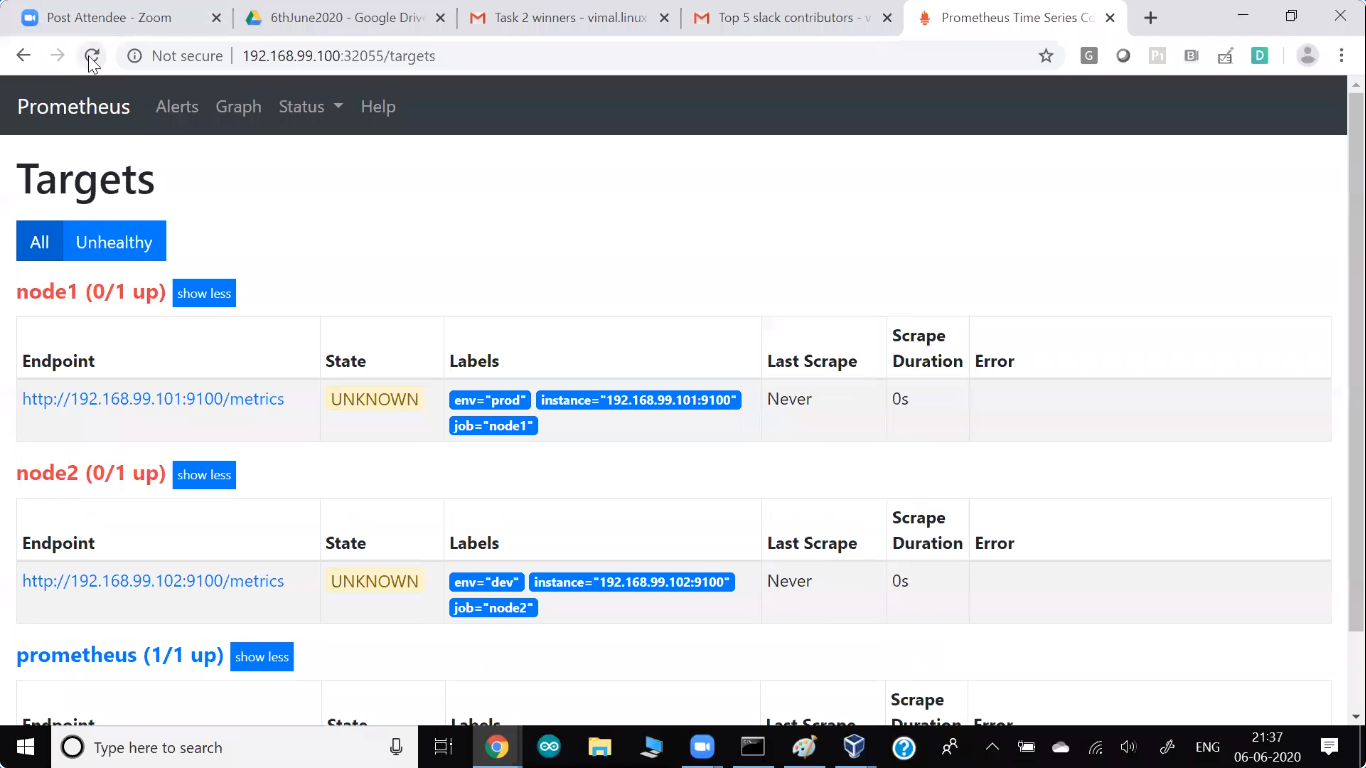 Post Attendee - Zoom
6thJune2020 - Google Driv
Task 2 winners - vimal.linux
Top 5 slack contributors - v
Prometheus Time Series Co
Not secure
192.168.99.100:32055/targets
Prometheus Alerts Graph Status Help
Targets
All Unhealthy
node1 (0/1 up) show less
Scrape
Endpoint State Labels Last Scrape Duration Error
http://192.168.99.101:9100/metrics UNKNOWN env="prod" instance="192.168.99.101:9100" Never 0s
job="node1"
node2 (0/1 up) show less
Scrape
Endpoint State Labels Last Scrape Duration Error
http://192.168.99.102:9100/metrics UNKNOWN env="dev" instance="192.168.99.102:9100" Never 0s
job="node2"
prometheus (1/1 up) show less
Scrape
Endpoint State Labels Last Scrape Duration Error
Type here to search
ENG
21:37
06-06-2020